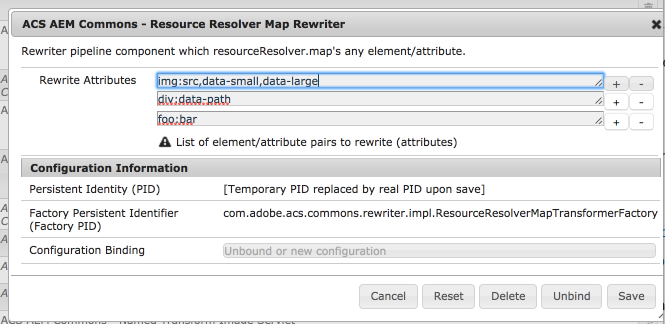 ACS AEM Commons - Resource Resolver Map Rewriter
Rewriter pipeline component which resourceResolver.map's any element/attribute.
Rewrite Attributes
img:src,data-small,data-large
+ -
div:data-path
+ -
foo:bar
+ -
List of element/attribute pairs to rewrite (attributes)
Configuration Information
Persistent Identity (PID) [Temporary PID replaced by real PID upon save]
Factory Persistent Identifier
(Factory PID)
com.adobe.acs.commons.rewriter.impl.ResourceResolverMapTransformerFactory
Configuration Binding Unbound or new configuration
Cancel Reset Delete Unbind Save